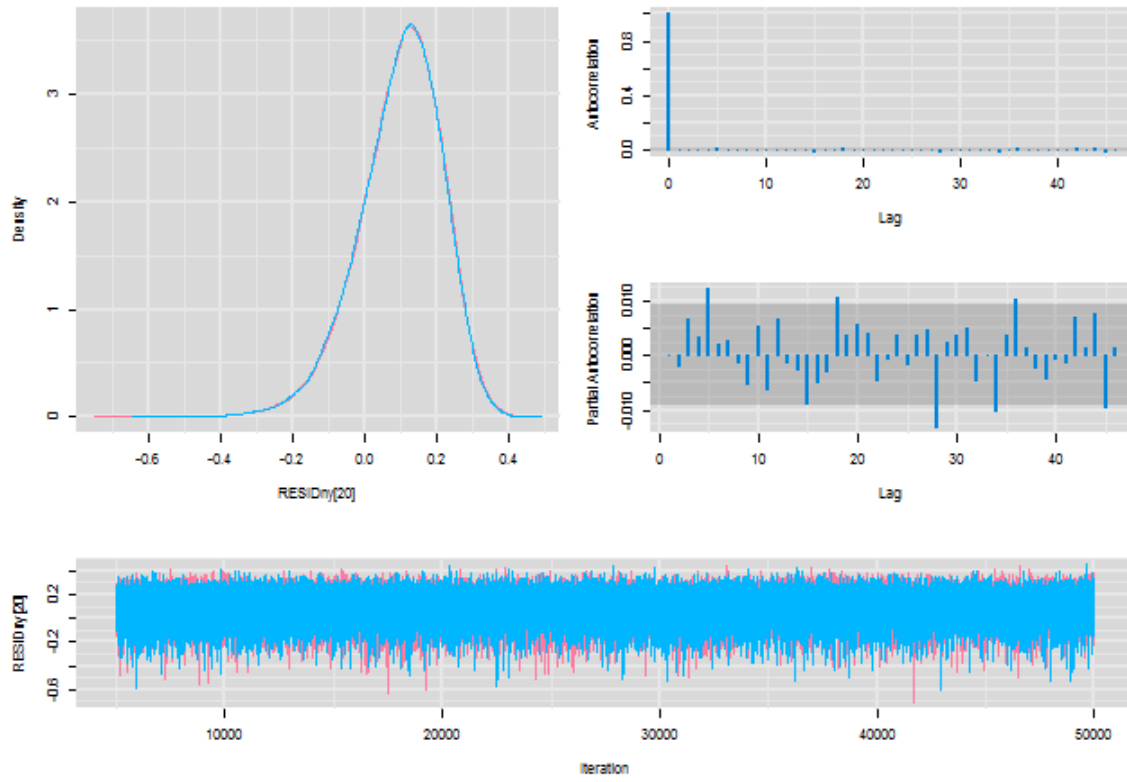 Density
0 1 2 3
-0.6 -0.4 -0.2 0.0 0.2 0.4
RESIDny[20]
Autocorrelation
0.0 0.4 0.8
0 10 20 30 40
Lag
Partial Autocorrelation
-0.010 0.000 0.010
0 10 20 30 40
Lag
RESIDny[20]
-0.6 -0.2 0.2
10000 20000 30000 40000 50000
Iteration